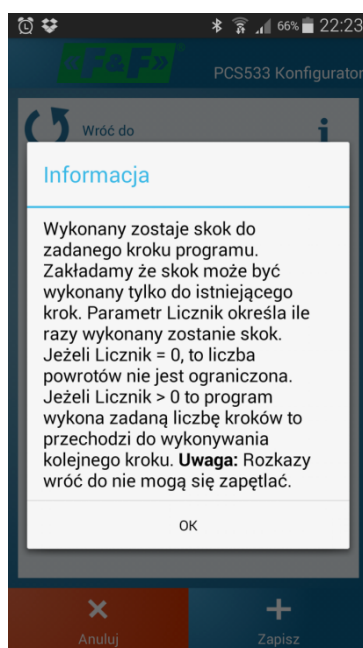 66% 22:23
«F&F»
PCS533 Konfigurator
Wróć do
Informacja
Wykonany zostaje skok do
zadanego kroku programu.
Zakładamy że skok może być
wykonany tylko do istniejącego
krok. Parametr Licznik określa ile
razy wykonany zostanie skok.
Jeżeli Licznik = 0, to liczba
powrotów nie jest ograniczona.
Jeżeli Licznik > 0 to program
wykona zadaną liczbę kroków to
przechodzi do wykonywania
kolejnego kroku. Uwaga: Rozkazy
wróć do nie mogą się zapętlać.
OK
Anuluj
Zapisz